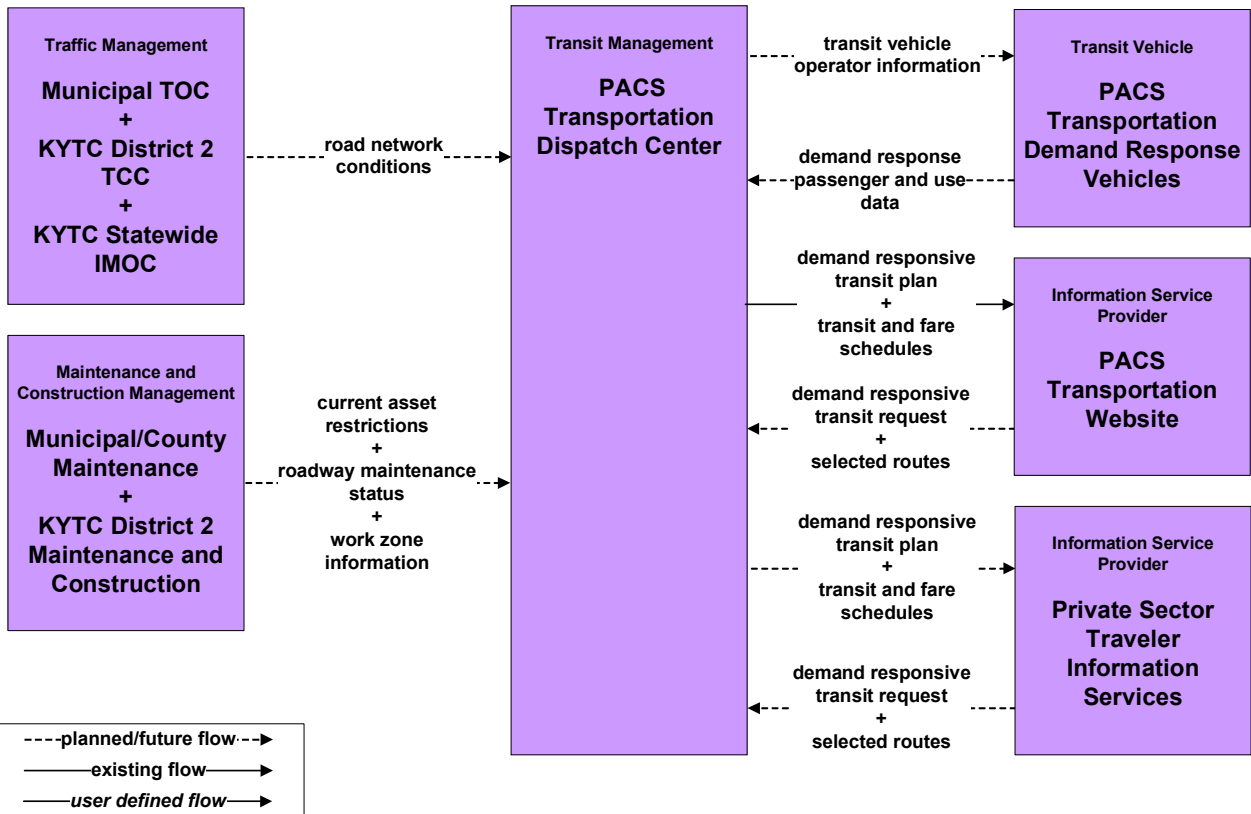 Traffic Management
Municipal TOC
+
KYTC District 2
TCC
+
KYTC Statewide
IMOC
road network
conditions
Maintenance and
Construction Management
Municipal/County
Maintenance
+
KYTC District 2
Maintenance and
Construction
current asset
restrictions
+
roadway maintenance
status
+
work zone
information
Transit Management
PACS
Transportation
Dispatch Center
transit vehicle
operator information
demand response
passenger and use
data
Transit Vehicle
PACS
Transportation
Demand Response
Vehicles
demand responsive
transit plan
+
transit and fare
schedules
demand responsive
transit request
+
selected routes
Information Service
Provider
PACS
Transportation
Website
demand responsive
transit plan
+
transit and fare
schedules
demand responsive
transit request
+
selected routes
Information Service
Provider
Private Sector
Traveler
Information
Services
planned/future flow
existing flow
user defined flow